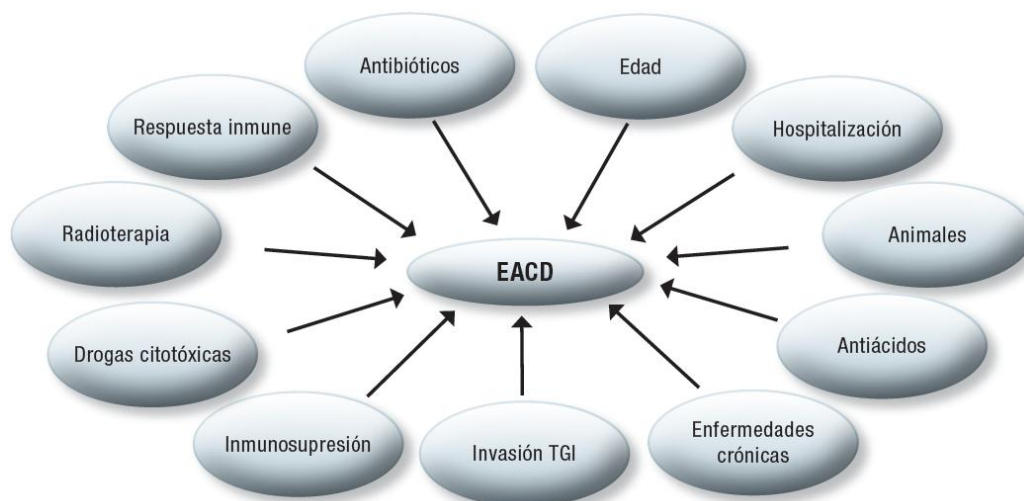 Antibióticos
Edad
Respuesta inmune
Hospitalización
Radioterapia
Animales
EACD
Drogas citotóxicas
Antiácidos
Inmunosupresión
Invasión TGI
Enfermedades
crónicas